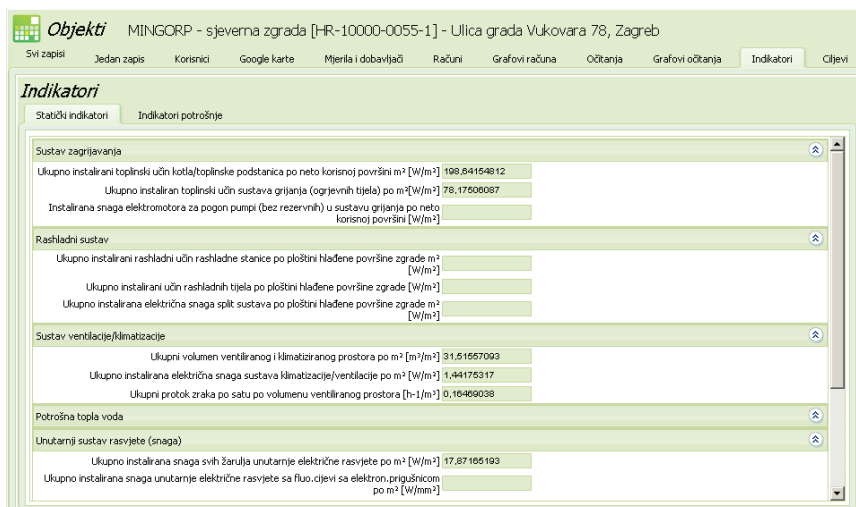 Objekti MINGORP - sjeverna zgrada [HR-10000-0055-1] - Ulica grada Vukovara 78, Zagreb
Svi zapisi Jedan zapis Korisnici Google karte Mjerila i dobavljači Računi Grafovi računa Očitanja Grafovi očitanja Indikatori Ciljevi
Indikatori
Statički indikatori Indikatori potrošnje
Sustav zagrijavanja
Ukupno instalirani toplinski učin kotla/toplinske podstanica po neto korisnoj površini m² [W/m²] 198,64154812
Ukupno instaliran toplinski učin sustava grijanja (ogrjevnih tijela) po m²[W/m²] 78,17506087
Instalirana snaga elektromotora za pogon pumpi (bez rezervnih) u sustavu grijanja po neto
korisnoj površini [W/m²]
Rashladni sustav
Ukupno instalirani rashladni učin rashladne stanice po ploštini hlađene površine zgrade m²
[W/m²]
Ukupno instalirani učin rashladnih tijela po ploštini hlađene površine zgrade [W/m²]
Ukupno instalirana električna snaga split sustava po ploštini hlađene površine zgrade m²
[W/m²]
Sustav ventilacije/klimatizacije
Ukupni volumen ventiliranog i klimatiziranog prostora po m² [m³/m²] 31,51557093
Ukupno instalirana električna snaga sustava klimatizacije/ventilacije po m² [W/m²] 1,44175317
Ukupni protok zraka po satu po volumenu ventiliranog prostora [h-1/m³] 0,16469038
Potrošna topla voda
Unutarnji sustav rasvjete (snaga)
Ukupno instalirana snaga svih žarulja unutarnje električne rasvjete po m² [W/m²] 17,87165193
Ukupno instalirana snaga unutarnje električne rasvjete sa fluo.cijevi sa elektron.prigušnicom
po m² [W/mm²]